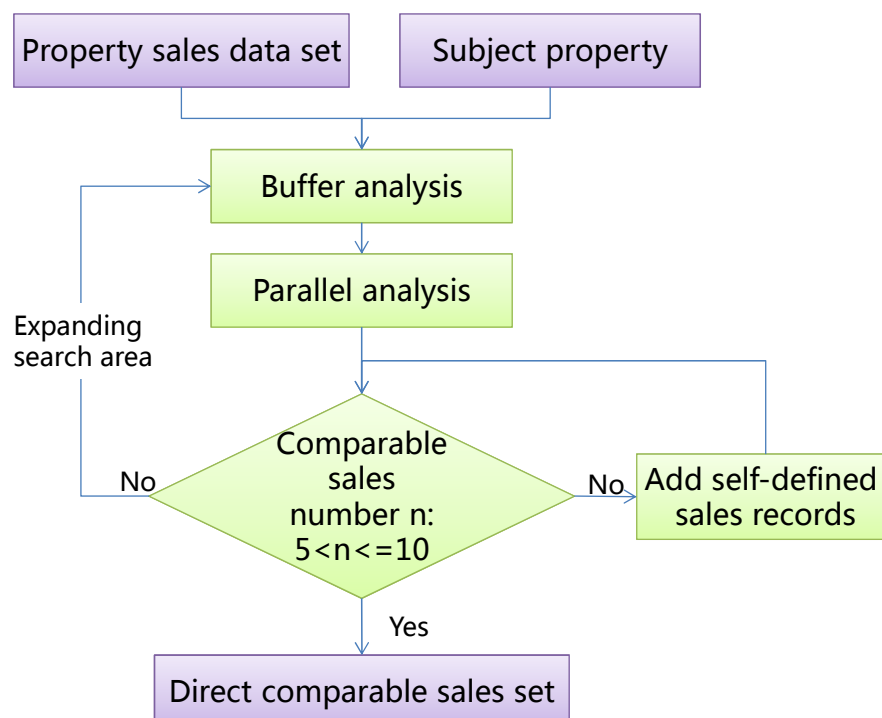 Property sales data set
Subject property
Buffer analysis
Parallel analysis
Expanding
search area
Comparable
sales
number n:
5<n<=10
No
No
Add self-defined
sales records
Yes
Direct comparable sales set